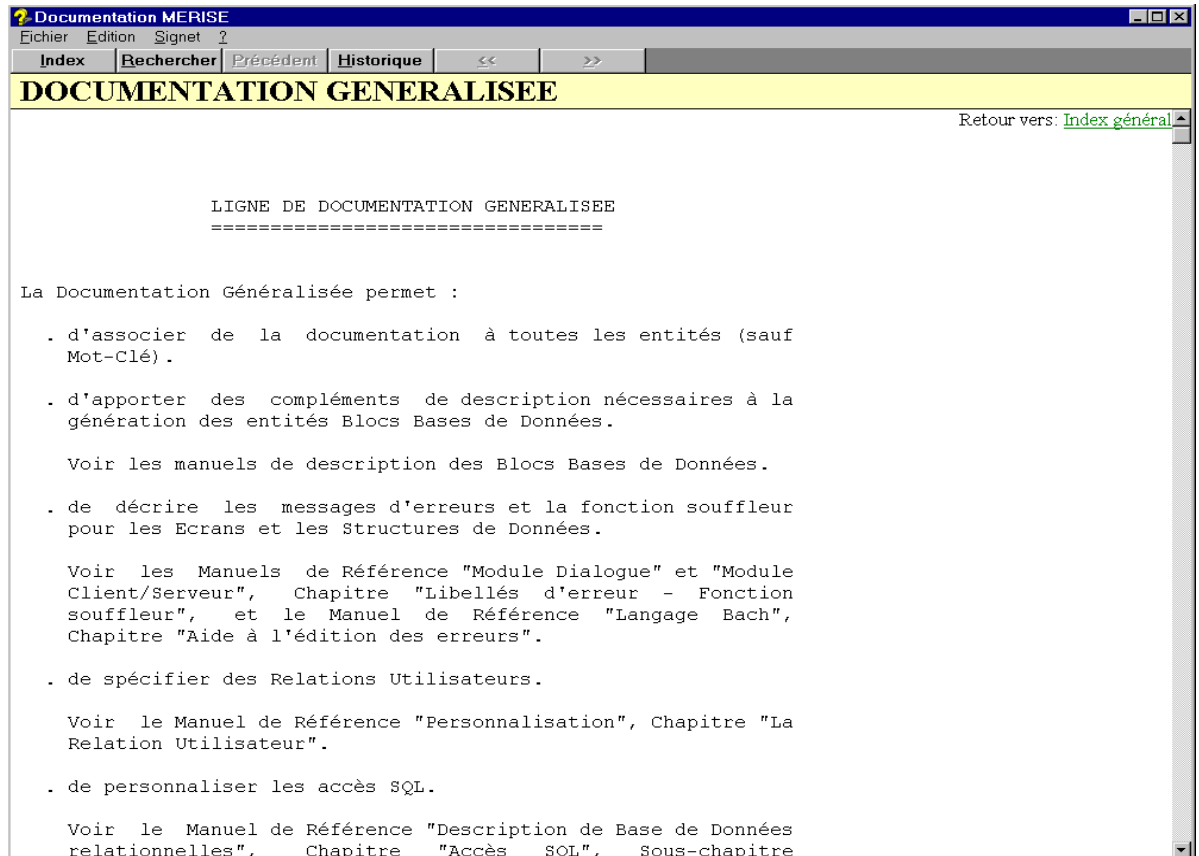 Documentation MERISE
Fichier Edition Signet ?
Index Rechercher Précédent Historique << >>
DOCUMENTATION GENERALISEE
Retour vers: Index général
LIGNE DE DOCUMENTATION GENERALISEE
=================================
La Documentation Généralisée permet :
. d'associer de la documentation à toutes les entités (sauf
Mot-Clé).
. d'apporter des compléments de description nécessaires à la
génération des entités Blocs Bases de Données.
Voir les manuels de description des Blocs Bases de Données.
. de décrire les messages d'erreurs et la fonction souffleur
pour les Ecrans et les Structures de Données.
Voir les Manuels de Référence "Module Dialogue" et "Module
Client/Serveur", Chapitre "Libellés d'erreur - Fonction
souffleur", et le Manuel de Référence "Langage Bach",
Chapitre "Aide à l'édition des erreurs".
. de spécifier des Relations Utilisateurs.
Voir le Manuel de Référence "Personnalisation", Chapitre "La
Relation Utilisateur".
. de personnaliser les accès SQL.
Voir le Manuel de Référence "Description de Base de Données
relationnelles", Chapitre "Accès SQL", Sous-chapitre